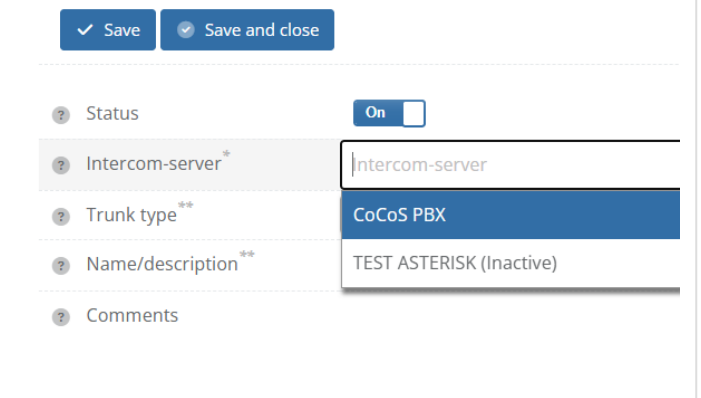 Save
Save and close
? Status On
? Intercom-server* Intercom-server
? Trunk type** CoCoS PBX
? Name/description** TEST ASTERISK (Inactive)
? Comments